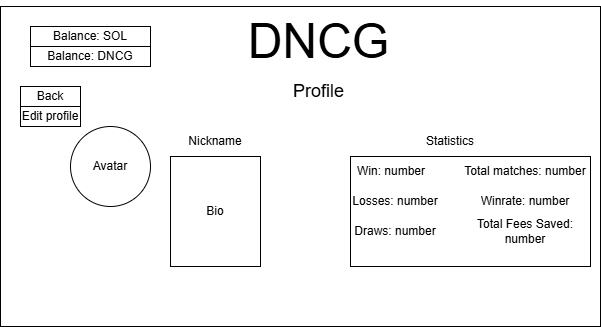 Balance: SOL
Balance: DNCG
DNCG
Profile
Back
Edit profile
Avatar
Nickname
Bio
Statistics
Win: number
Total matches: number
Losses: number
Winrate: number
Draws: number
Total Fees Saved:
number